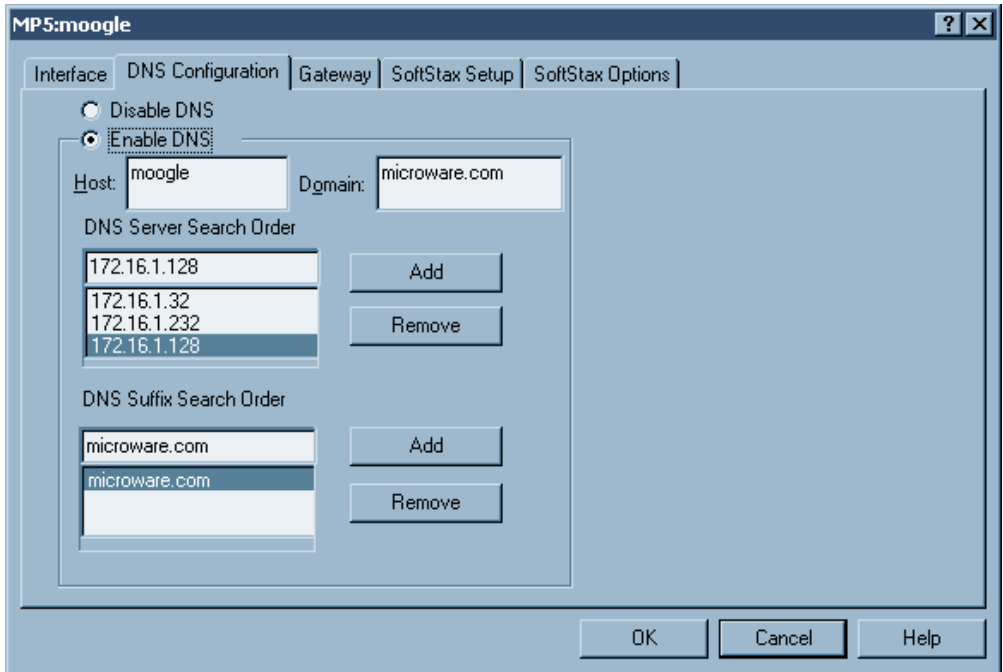 MP5:moogle
Interface DNS Configuration Gateway SoftStax Setup SoftStax Options
Disable DNS
Enable DNS
Host: moogle Domain: microware.com
DNS Server Search Order
172.16.1.128 Add
172.16.1.32
172.16.1.232 Remove
172.16.1.128
DNS Suffix Search Order
microware.com Add
microware.com
Remove
OK Cancel Help